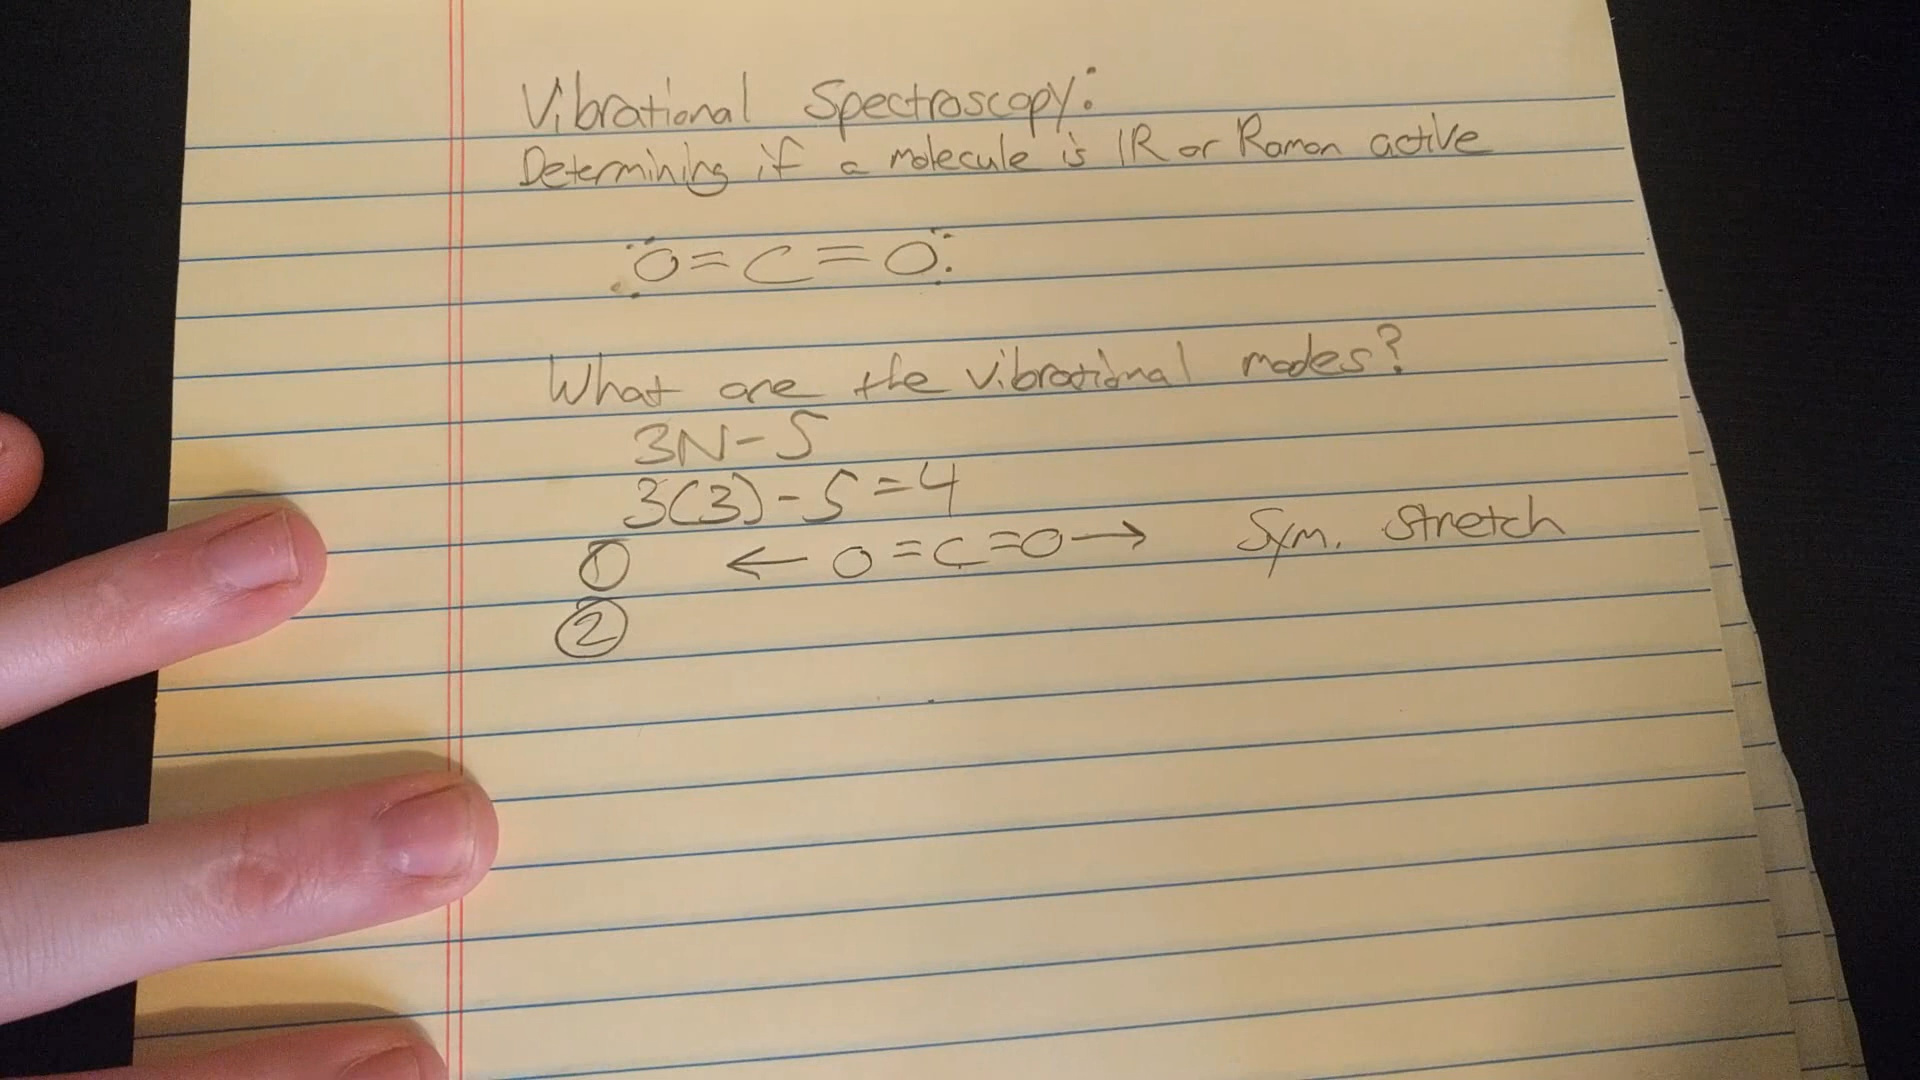 Vibrational Spectroscopy:
Determining if a molecule is IR or Raman active
O=C=O
What are the vibrational modes?
3N-5
3(3)-5=4
① ← O=C=O → Sym. Stretch
②